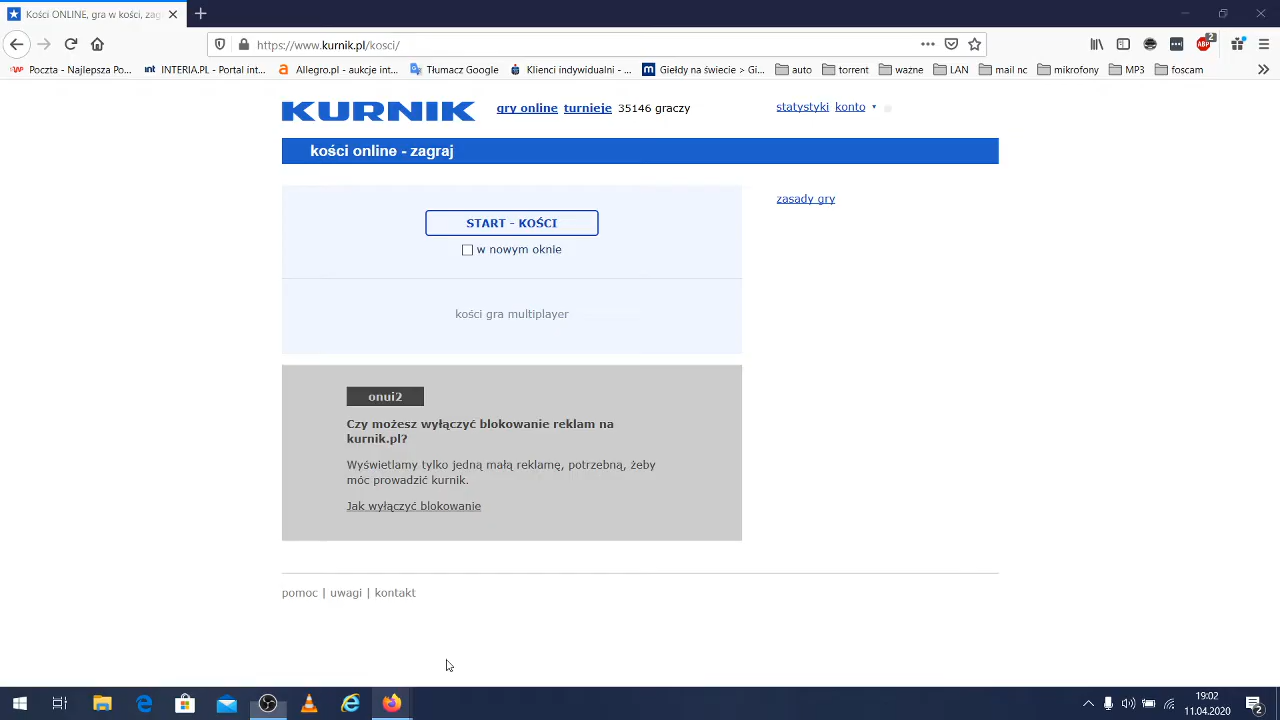 Kości ONLINE, gra w kości, zag
https://www.kurnik.pl/kosci/
ABP 2
Poczta - Najlepsza Po...
INTERIA.PL - Portal int...
Allegro.pl - aukcje int...
Tłumacz Google
Klienci indywidualni - ...
Giełdy na świecie > Gi...
auto
torrent
ważne
LAN
mail nc
mikrofony
MP3
foscam
KURNIK
gry online turnieje 35146 graczy
statystyki konto
kości online - zagraj
START - KOŚCI
w nowym oknie
zasady gry
kości gra multiplayer
onui2
Czy możesz wyłączyć blokowanie reklam na
kurnik.pl?
Wyświetlamy tylko jedną małą reklamę, potrzebną, żeby
móc prowadzić kurnik.
Jak wyłączyć blokowanie
pomoc | uwagi | kontakt
19:02
11.04.2020
2